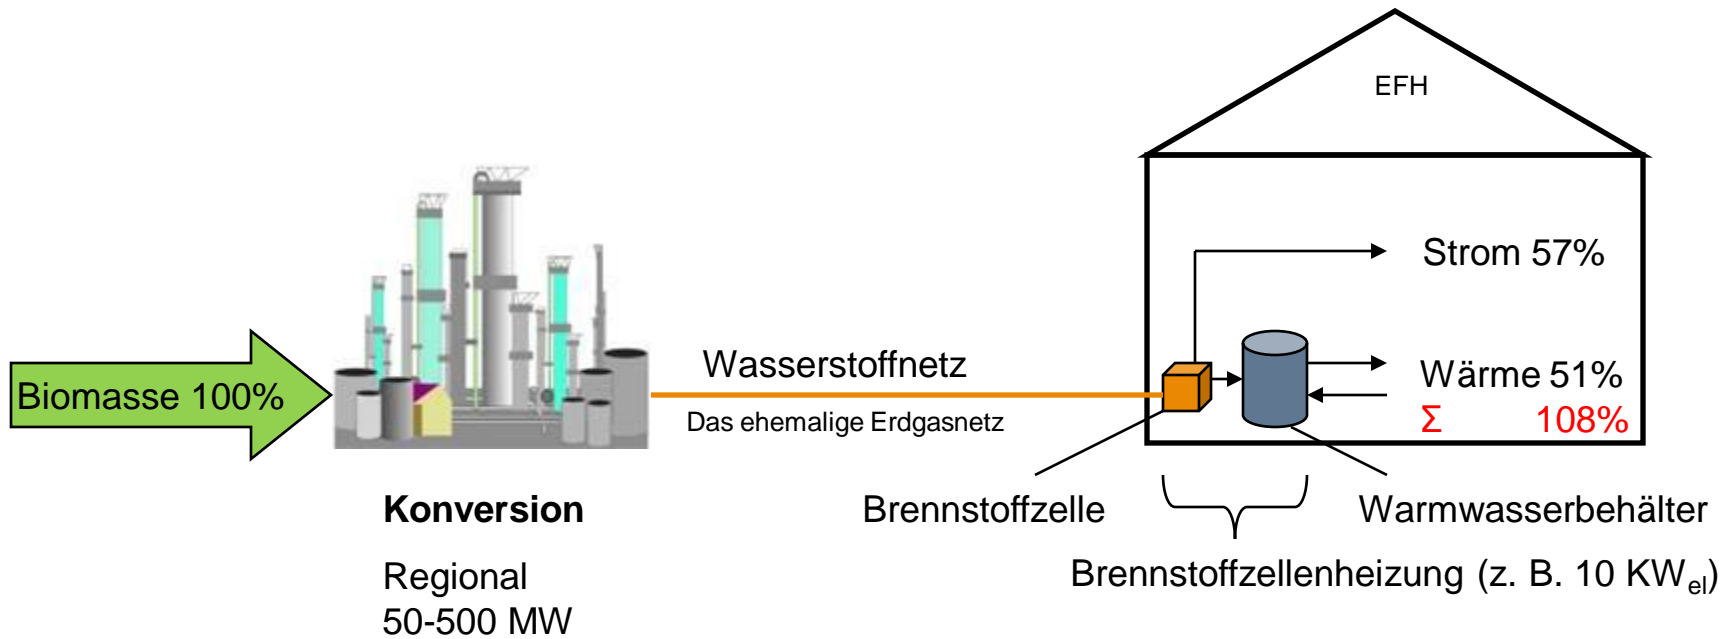 EFH
Strom 57%
Biomasse 100%
Wasserstoffnetz
Das ehemalige Erdgasnetz
Wärme 51%
Σ 108%
Konversion
Regional
50-500 MW
Brennstoffzelle
Warmwasserbehälter
Brennstoffzellenheizung (z. B. 10 KWel)